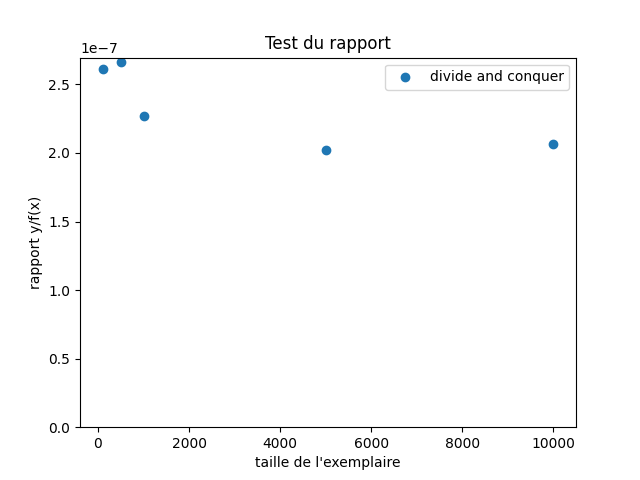 Test du rapport
1e−7
divide and conquer
2.5
2.0
1.5
1.0
0.5
0.0
rapport y/f(x)
0 2000 4000 6000 8000 10000
taille de l'exemplaire